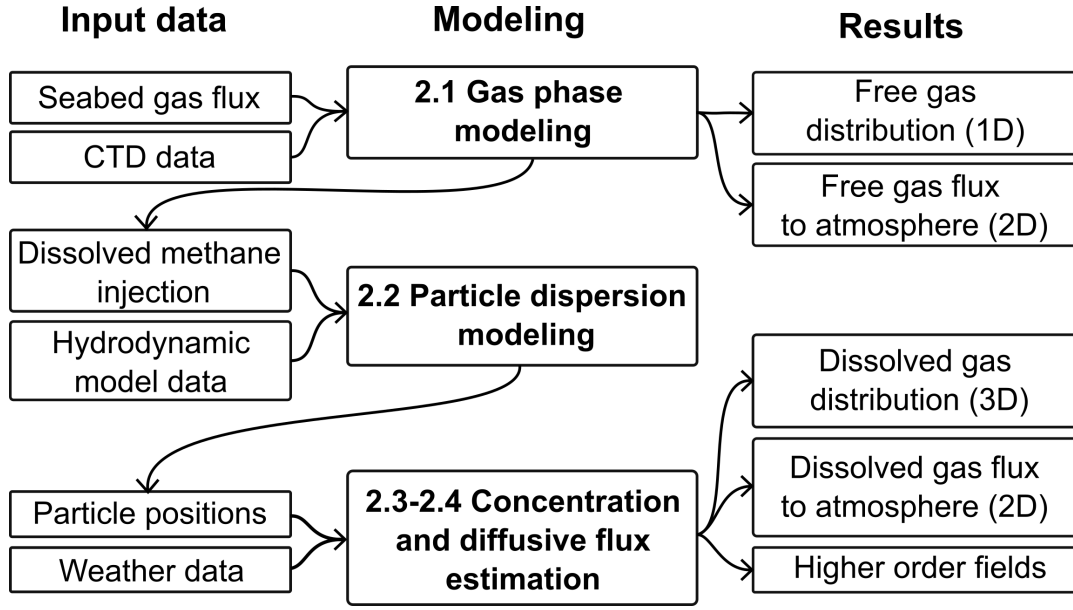 Input data
Modeling
Results
Seabed gas flux
CTD data
2.1 Gas phase
modeling
Free gas
distribution (1D)
Free gas flux
to atmosphere (2D)
Dissolved methane
injection
Hydrodynamic
model data
2.2 Particle dispersion
modeling
Particle positions
Weather data
2.3-2.4 Concentration
and diffusive flux
estimation
Dissolved gas
distribution (3D)
Dissolved gas flux
to atmosphere (2D)
Higher order fields